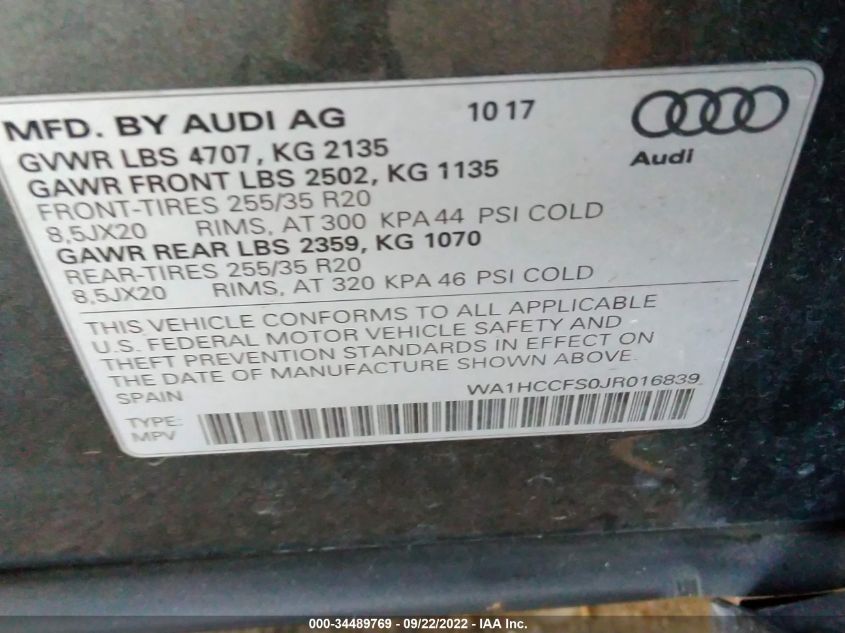 MFD. BY AUDI AG 10 17
Audi
GVWR LBS 4707, KG 2135
GAWR FRONT LBS 2502, KG 1135
FRONT-TIRES 255/35 R20
8,5JX20 RIMS, AT 300 KPA 44 PSI COLD
GAWR REAR LBS 2359, KG 1070
REAR-TIRES 255/35 R20
8,5JX20 RIMS, AT 320 KPA 46 PSI COLD
THIS VEHICLE CONFORMS TO ALL APPLICABLE
U.S. FEDERAL MOTOR VEHICLE SAFETY AND
THEFT PREVENTION STANDARDS IN EFFECT ON
THE DATE OF MANUFACTURE SHOWN ABOVE.
SPAIN WA1HCCFS0JR016839
TYPE:
MPV
000-34489769 - 09/22/2022 - IAA Inc.